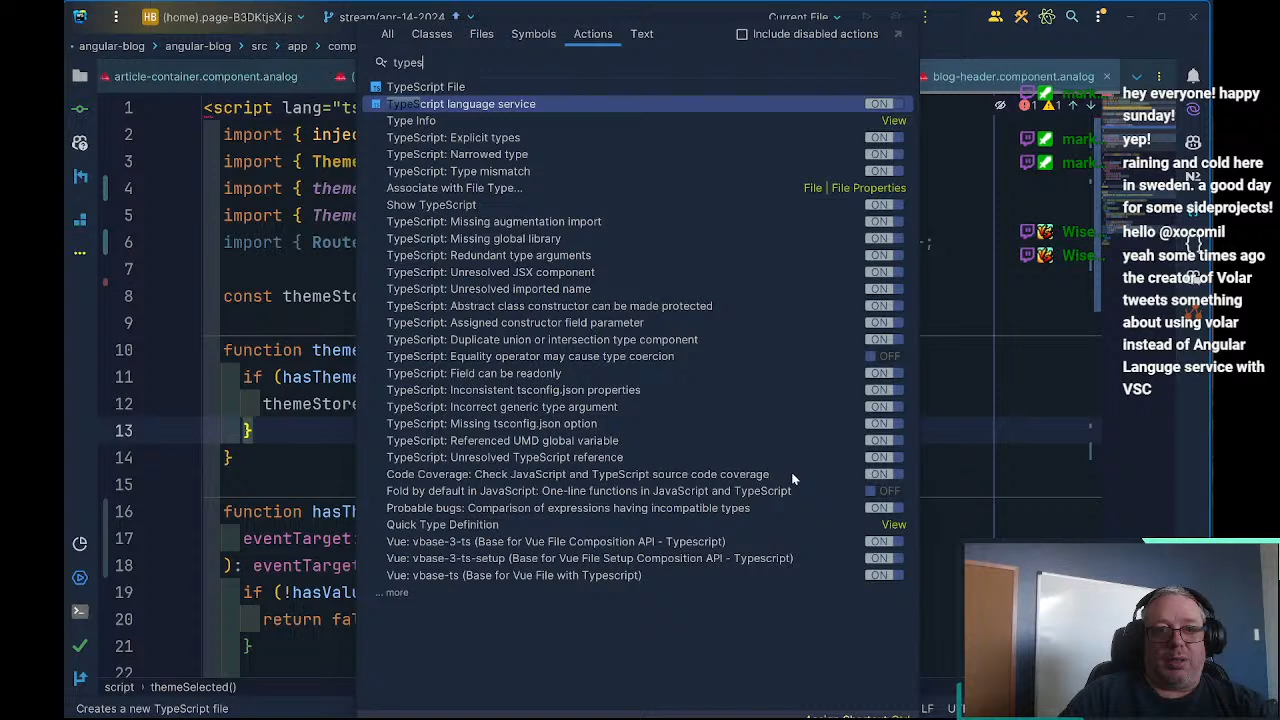 HB (home).page-B3DKtjsX.js
stream/apr-14-2024
Current File
angular-blog
angular-blog
src
app
All
Classes
Files
Symbols
Actions
Text
Include disabled actions
article-container.component.analog
blog-header.component.analog
types
TypeScript File
TypeScript language service ON
Type Info View
TypeScript: Explicit types ON
TypeScript: Narrowed type ON
TypeScript: Type mismatch ON
Associate with File Type... File | File Properties
Show TypeScript ON
TypeScript: Missing augmentation import ON
TypeScript: Missing global library ON
TypeScript: Redundant type arguments ON
TypeScript: Unresolved JSX component ON
TypeScript: Unresolved imported name ON
TypeScript: Abstract class constructor can be made protected ON
TypeScript: Assigned constructor field parameter ON
TypeScript: Duplicate union or intersection type component ON
TypeScript: Equality operator may cause type coercion OFF
TypeScript: Field can be readonly ON
TypeScript: Inconsistent tsconfig.json properties ON
TypeScript: Incorrect generic type argument ON
TypeScript: Missing tsconfig.json option ON
TypeScript: Referenced UMD global variable ON
TypeScript: Unresolved TypeScript reference ON
Code Coverage: Check JavaScript and TypeScript source code coverage ON
Fold by default in JavaScript: One-line functions in JavaScript and TypeScript OFF
Probable bugs: Comparison of expressions having incompatible types ON
Quick Type Definition View
Vue: vbase-3-ts (Base for Vue File Composition API - Typescript) ON
Vue: vbase-3-ts-setup (Base for Vue File Setup Composition API - Typescript) ON
Vue: vbase-ts (Base for Vue File with Typescript) ON
... more
1 <script lang="ts
2 import { inje
3 import { Them
4 import { theme
5 import { Them
6 import { Rout
7
8 const themeSto
9
10 function theme
11 if (hasTheme
12 themeStore
13 }
14 }
15
16 function hasTh
17 eventTarget:
18 ): eventTarget
19 if (!hasValu
20 return fal
21 }
22
1 1
mark... hey everyone! happy
sunday!
mark... yep!
mark... raining and cold here
in sweden. a good day
for some sideprojects!
Wise... hello @xocomil
Wise... yeah some times ago
the creator of Volar
tweets something
about using volar
instead of Angular
Languge service with
VSC
script
themeSelected()
Creates a new TypeScript file
LF